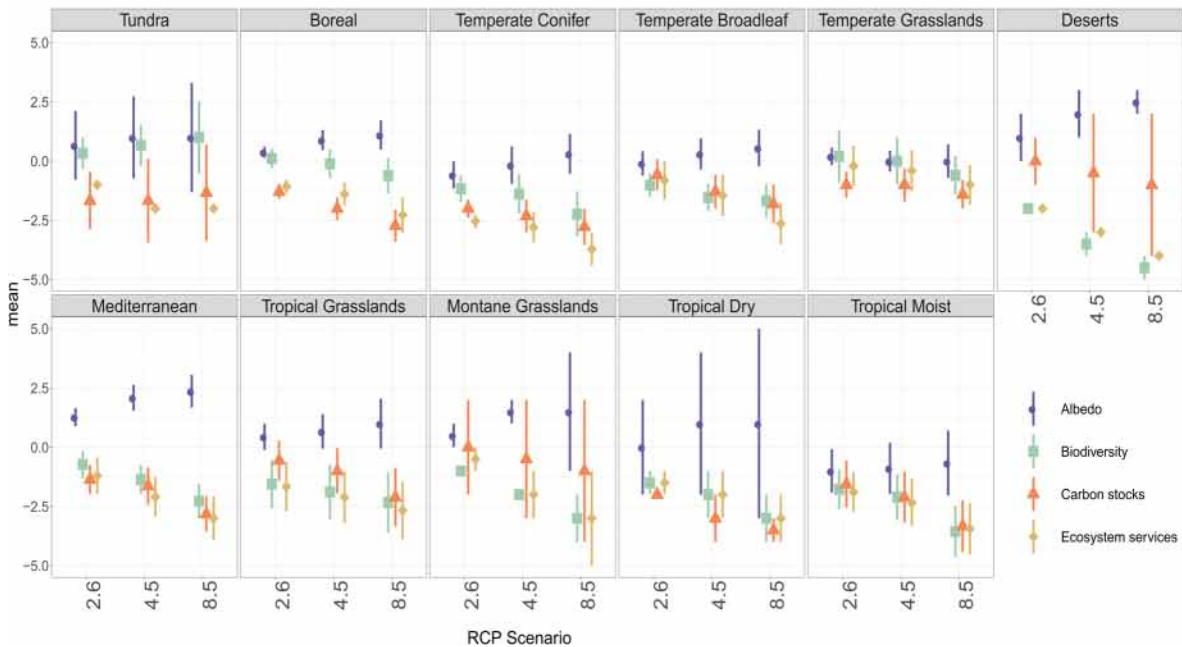 Tundra
Boreal
Temperate Conifer
Temperate Broadleaf
Temperate Grasslands
Deserts
5.0
2.5
0.0
−2.5
−5.0
mean
2.6
4.5
8.5
Mediterranean
Tropical Grasslands
Montane Grasslands
Tropical Dry
Tropical Moist
5.0
2.5
0.0
−2.5
−5.0
Albedo
Biodiversity
Carbon stocks
Ecosystem services
2.6
4.5
8.5
2.6
4.5
8.5
2.6
4.5
8.5
2.6
4.5
8.5
2.6
4.5
8.5
RCP Scenario